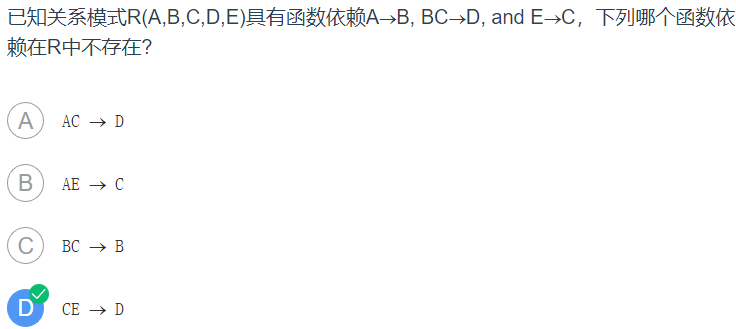 已知关系模式R(A,B,C,D,E)具有函数依赖A→B, BC→D, and E→C，下列哪个函数依
赖在R中不存在?
A AC → D
B AE → C
C BC → B
D CE → D